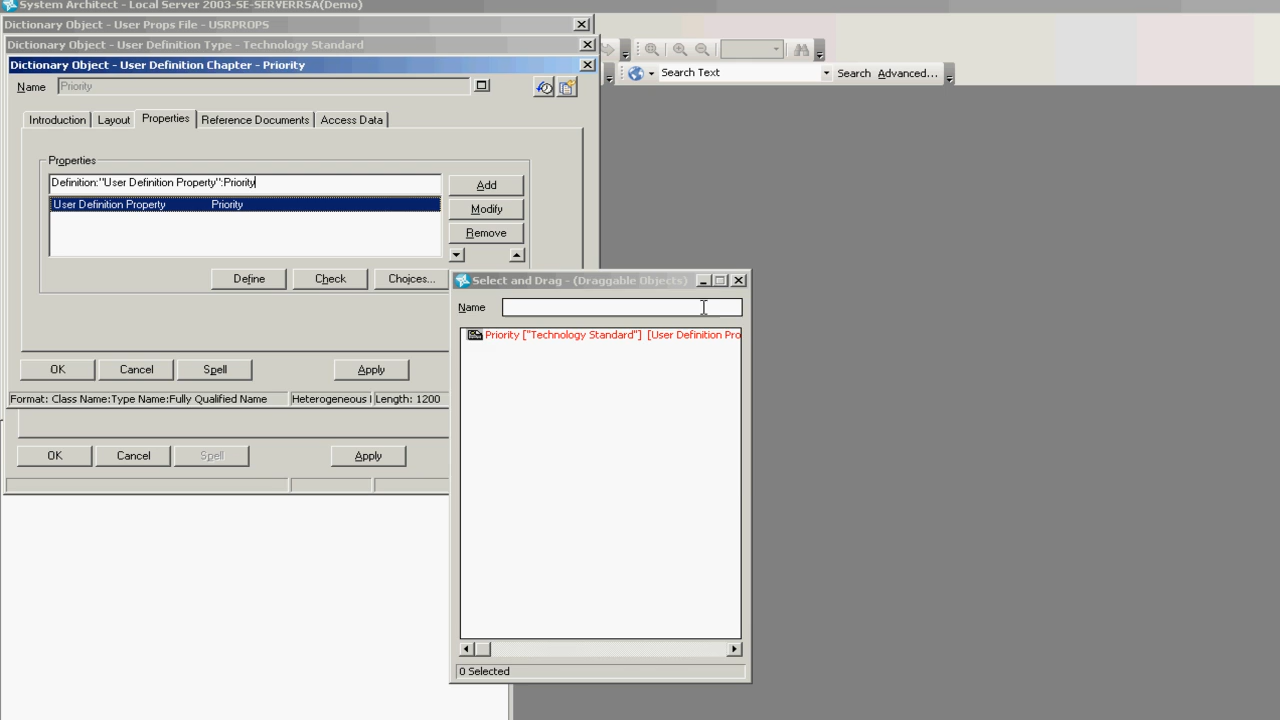 System Architect - Local Server 2003-SE-SERVERRSA(Demo)
Dictionary Object - User Props File - USRPROPS
Dictionary Object - User Definition Type - Technology Standard
Dictionary Object - User Definition Chapter - Priority
Search Text
Search Advanced...
Name Priority
Introduction Layout Properties Reference Documents Access Data
Properties
Definition:"User Definition Property":Priority
Add
User Definition Property Priority
Modify
Remove
Define Check Choices...
Select and Drag - (Draggable Objects)
Name
Priority ["Technology Standard"] [User Definition Pro
OK Cancel Spell Apply
Format: Class Name:Type Name:Fully Qualified Name Heterogeneous Length: 1200
OK Cancel Spell Apply
0 Selected